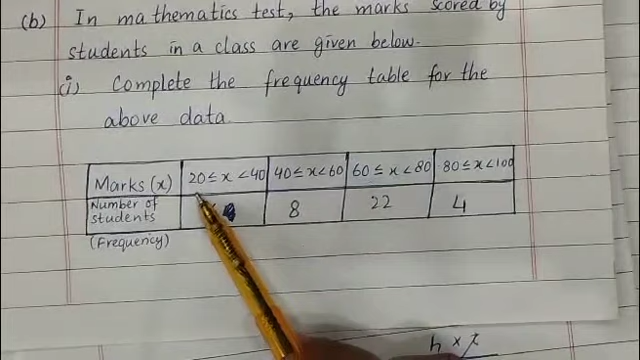 (b) In mathematics test, the marks scored by
students in a class are given below.
(i) Complete the frequency table for the
above data.
Marks (x) 20≤x<40 40≤x<60 60≤x<80 80≤x<100
Number of students 8 22 4
(Frequency)
h × f